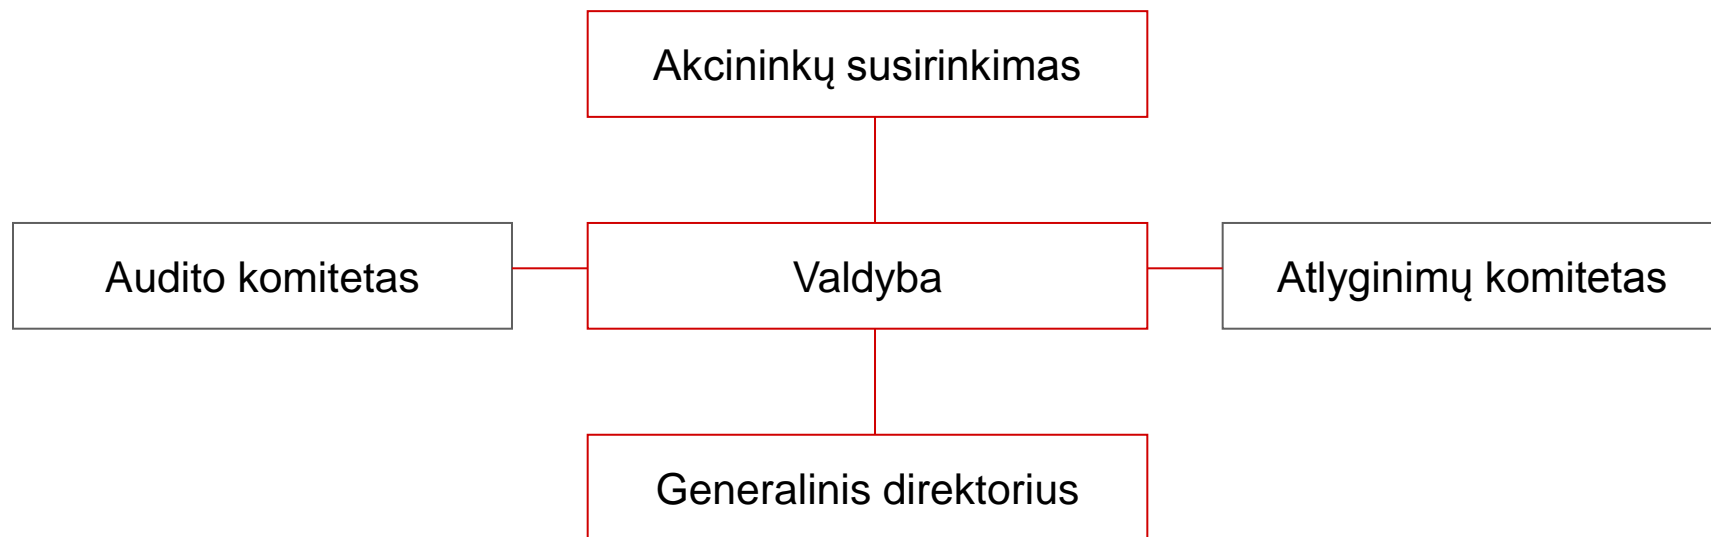 Akcininkų susirinkimas
Audito komitetas
Valdyba
Atlyginimų komitetas
Generalinis direktorius